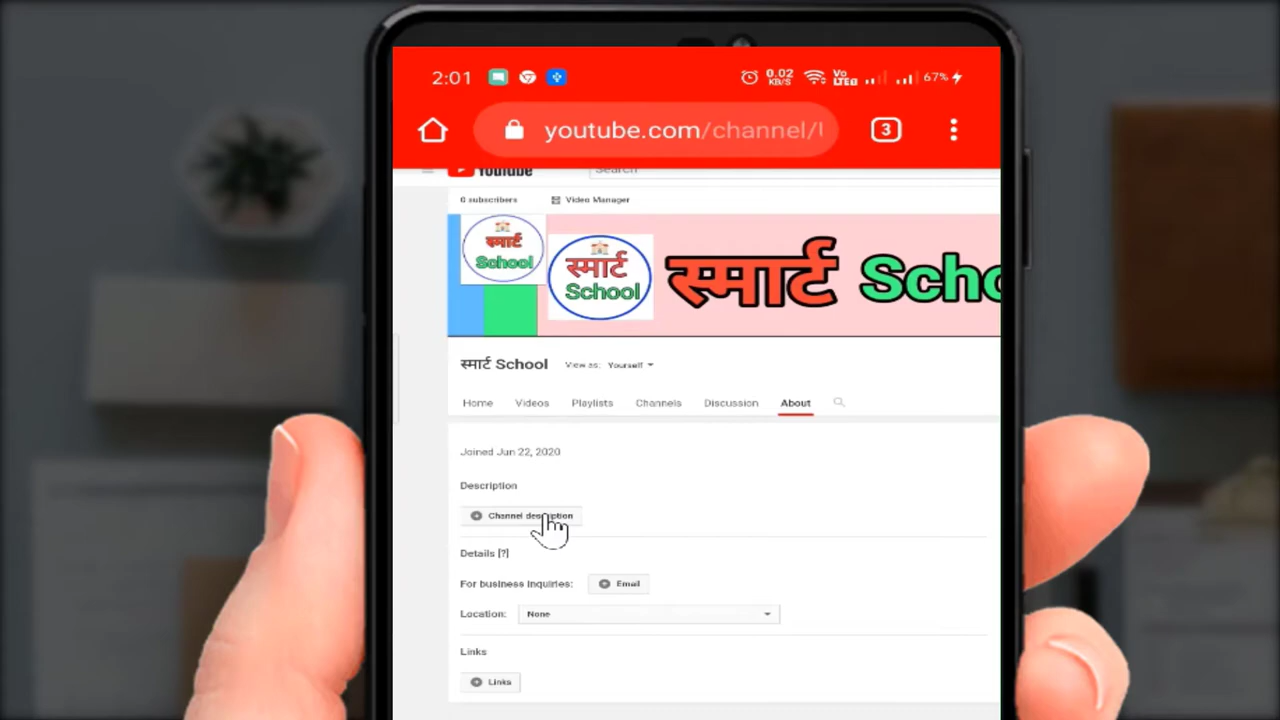 2:01 0.02 KB/S Vo LTE 67%
youtube.com/channel/ 3
YouTube Search
0 subscribers Video Manager
स्मार्ट
School
स्मार्ट
School
स्मार्ट Scho
स्मार्ट School View as: Yourself
Home Videos Playlists Channels Discussion About
Joined Jun 22, 2020
Description
Channel description
Details [?]
For business inquiries: Email
Location: None
Links
Links